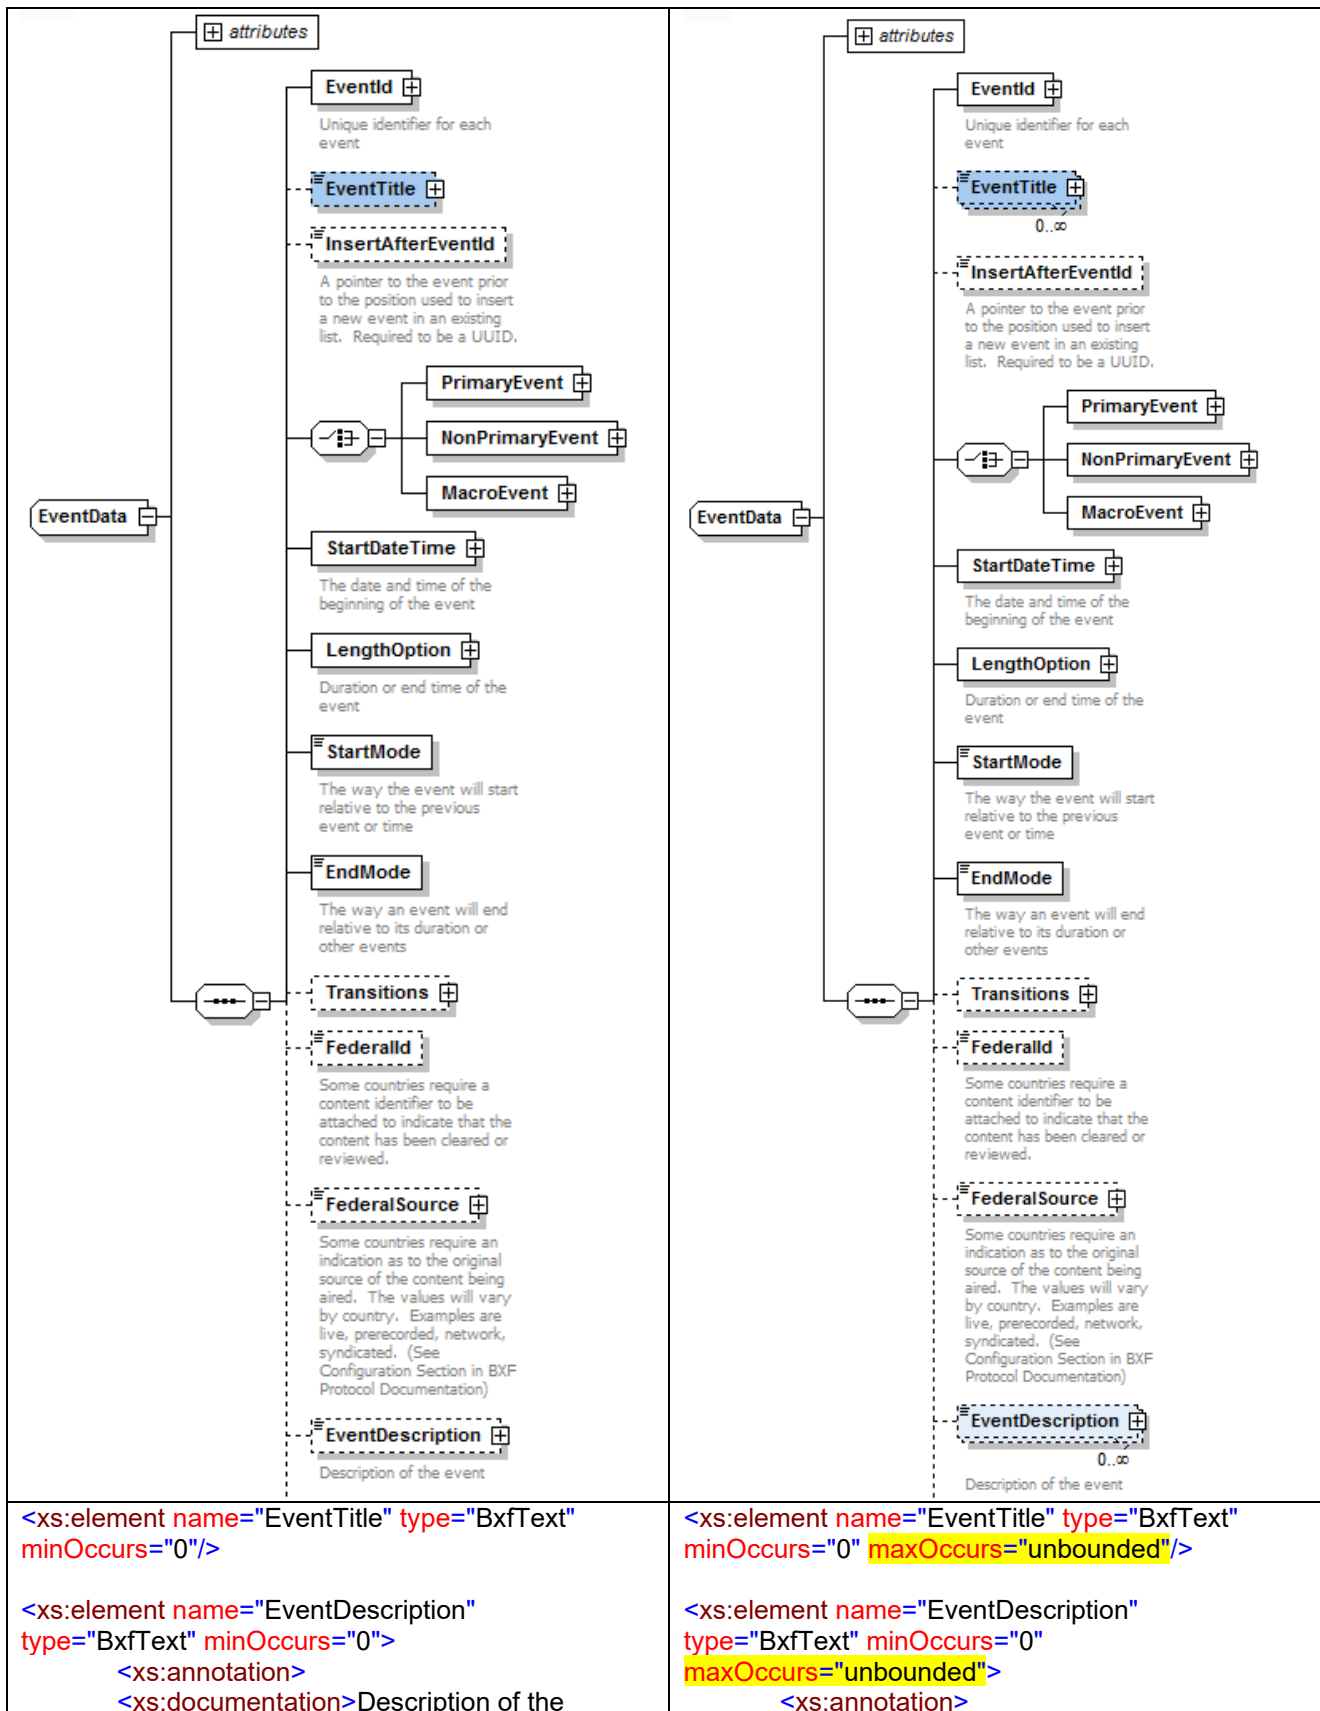 attributes
EventId
Unique identifier for each
event
EventTitle
InsertAfterEventId
A pointer to the event prior
to the position used to insert
a new event in an existing
list. Required to be a UUID.
PrimaryEvent
NonPrimaryEvent
MacroEvent
EventData
StartDateTime
The date and time of the
beginning of the event
LengthOption
Duration or end time of the
event
StartMode
The way the event will start
relative to the previous
event or time
EndMode
The way an event will end
relative to its duration or
other events
Transitions
FederalId
Some countries require a
content identifier to be
attached to indicate that the
content has been cleared or
reviewed.
FederalSource
Some countries require an
indication as to the original
source of the content being
aired. The values will vary
by country. Examples are
live, prerecorded, network,
syndicated. (See
Configuration Section in BXF
Protocol Documentation)
EventDescription
Description of the event
attributes
EventId
Unique identifier for each
event
EventTitle
0..∞
InsertAfterEventId
A pointer to the event prior
to the position used to insert
a new event in an existing
list. Required to be a UUID.
PrimaryEvent
NonPrimaryEvent
MacroEvent
EventData
StartDateTime
The date and time of the
beginning of the event
LengthOption
Duration or end time of the
event
StartMode
The way the event will start
relative to the previous
event or time
EndMode
The way an event will end
relative to its duration or
other events
Transitions
FederalId
Some countries require a
content identifier to be
attached to indicate that the
content has been cleared or
reviewed.
FederalSource
Some countries require an
indication as to the original
source of the content being
aired. The values will vary
by country. Examples are
live, prerecorded, network,
syndicated. (See
Configuration Section in BXF
Protocol Documentation)
EventDescription
0..∞
Description of the event
<xs:element name="EventTitle" type="BxfText"
minOccurs="0"/>
<xs:element name="EventDescription"
type="BxfText" minOccurs="0">
<xs:annotation>
<xs:documentation>Description of the
<xs:element name="EventTitle" type="BxfText"
minOccurs="0" maxOccurs="unbounded"/>
<xs:element name="EventDescription"
type="BxfText" minOccurs="0"
maxOccurs="unbounded">
<xs:annotation>